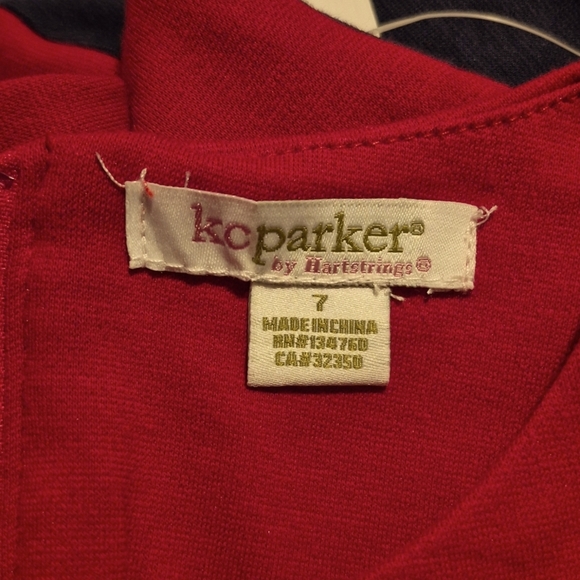 kcparker®
by Hartstrings®
7
MADE IN CHINA
RN#134760
CA#32350